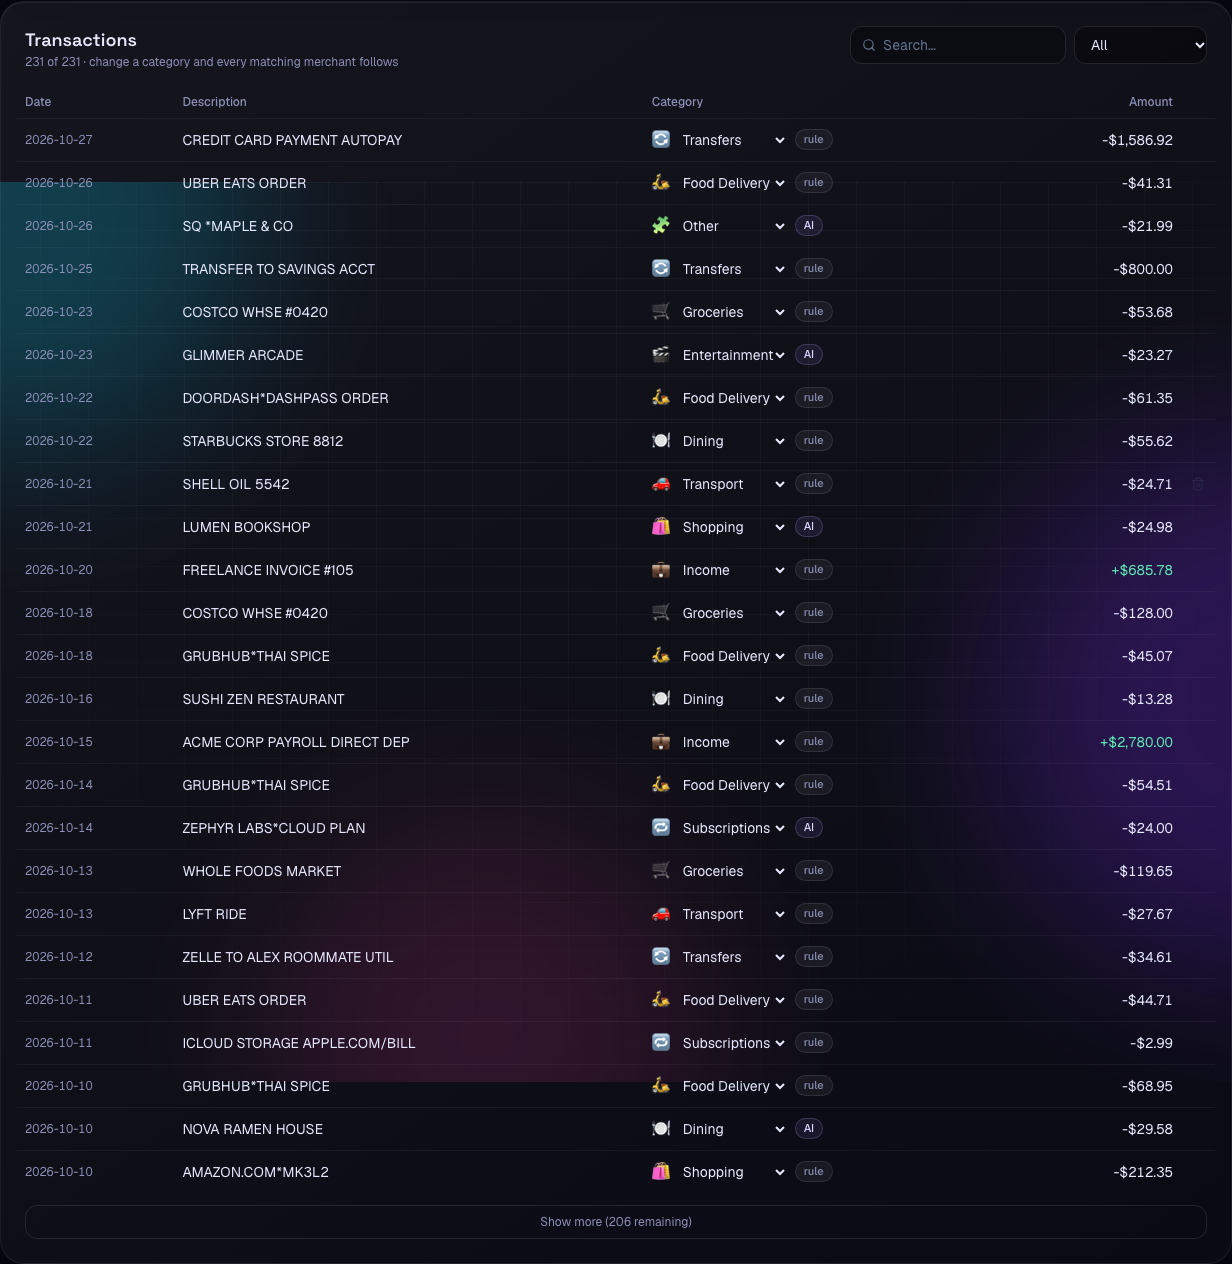 Transactions
231 of 231 · change a category and every matching merchant follows
Search...
All
Date Description Category Amount
2026-10-27 CREDIT CARD PAYMENT AUTOPAY Transfers rule -$1,586.92
2026-10-26 UBER EATS ORDER Food Delivery rule -$41.31
2026-10-26 SQ *MAPLE & CO Other AI -$21.99
2026-10-25 TRANSFER TO SAVINGS ACCT Transfers rule -$800.00
2026-10-23 COSTCO WHSE #0420 Groceries rule -$53.68
2026-10-23 GLIMMER ARCADE Entertainment AI -$23.27
2026-10-22 DOORDASH*DASHPASS ORDER Food Delivery rule -$61.35
2026-10-22 STARBUCKS STORE 8812 Dining rule -$55.62
2026-10-21 SHELL OIL 5542 Transport rule -$24.71
2026-10-21 LUMEN BOOKSHOP Shopping AI -$24.98
2026-10-20 FREELANCE INVOICE #105 Income rule +$685.78
2026-10-18 COSTCO WHSE #0420 Groceries rule -$128.00
2026-10-18 GRUBHUB*THAI SPICE Food Delivery rule -$45.07
2026-10-16 SUSHI ZEN RESTAURANT Dining rule -$13.28
2026-10-15 ACME CORP PAYROLL DIRECT DEP Income rule +$2,780.00
2026-10-14 GRUBHUB*THAI SPICE Food Delivery rule -$54.51
2026-10-14 ZEPHYR LABS*CLOUD PLAN Subscriptions AI -$24.00
2026-10-13 WHOLE FOODS MARKET Groceries rule -$119.65
2026-10-13 LYFT RIDE Transport rule -$27.67
2026-10-12 ZELLE TO ALEX ROOMMATE UTIL Transfers rule -$34.61
2026-10-11 UBER EATS ORDER Food Delivery rule -$44.71
2026-10-11 ICLOUD STORAGE APPLE.COM/BILL Subscriptions rule -$2.99
2026-10-10 GRUBHUB*THAI SPICE Food Delivery rule -$68.95
2026-10-10 NOVA RAMEN HOUSE Dining AI -$29.58
2026-10-10 AMAZON.COM*MK3L2 Shopping rule -$212.35
Show more (206 remaining)